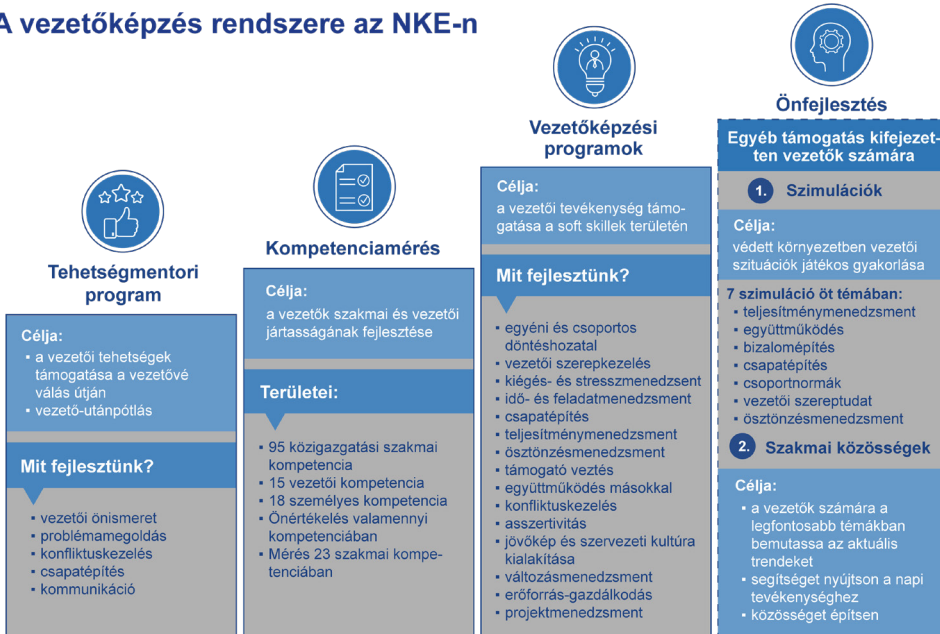 A vezetőképzés rendszere az NKE-n
Tehetségmentori
program
Célja:
▪ a vezetői tehetségek
támogatása a vezetővé
válás útján
▪ vezető-utánpótlás
Mit fejlesztünk?
▪ vezetői önismeret
▪ problémamegoldás
▪ konfliktuskezelés
▪ csapatépítés
▪ kommunikáció
Kompetenciamérés
Célja:
a vezetők szakmai és vezetői
jártasságának fejlesztése
Területei:
▪ 95 közigazgatási szakmai
kompetencia
▪ 15 vezetői kompetencia
▪ 18 személyes kompetencia
▪ Önértékelés valamennyi
kompetenciában
▪ Mérés 23 szakmai kompe-
tenciában
Vezetőképzési
programok
Célja:
a vezetői tevékenység támo-
gatása a soft skillek területén
Mit fejlesztünk?
▪ egyéni és csoportos
döntéshozatal
▪ vezetői szerepkezelés
▪ kiégés- és stresszmenedzsent
▪ idő- és feladatmenedzsment
▪ csapatépítés
▪ teljesítménymenedzsment
▪ ösztönzésmenedzsment
▪ támogató veztés
▪ együttműködés másokkal
▪ konfliktuskezelés
▪ asszertivitás
▪ jövőkép és szervezeti kultúra
kialakítása
▪ változásmenedzsment
▪ erőforrás-gazdálkodás
▪ projektmenedzsment
Önfejlesztés
Egyéb támogatás kifejezet-
ten vezetők számára
1. Szimulációk
Célja:
védett környezetben vezetői
szituációk játékos gyakorlása
7 szimuláció öt témában:
▪ teljesítménymenedzsment
▪ együttműködés
▪ bizalomépítés
▪ csapatépítés
▪ csoportnormák
▪ vezetői szereptudat
▪ ösztönzésmenedzsment
2. Szakmai közösségek
Célja:
▪ a vezetők számára a
legfontosabb témákban
bemutassa az aktuális
trendeket
▪ segítséget nyújtson a napi
tevékenységhez
▪ közösséget építsen